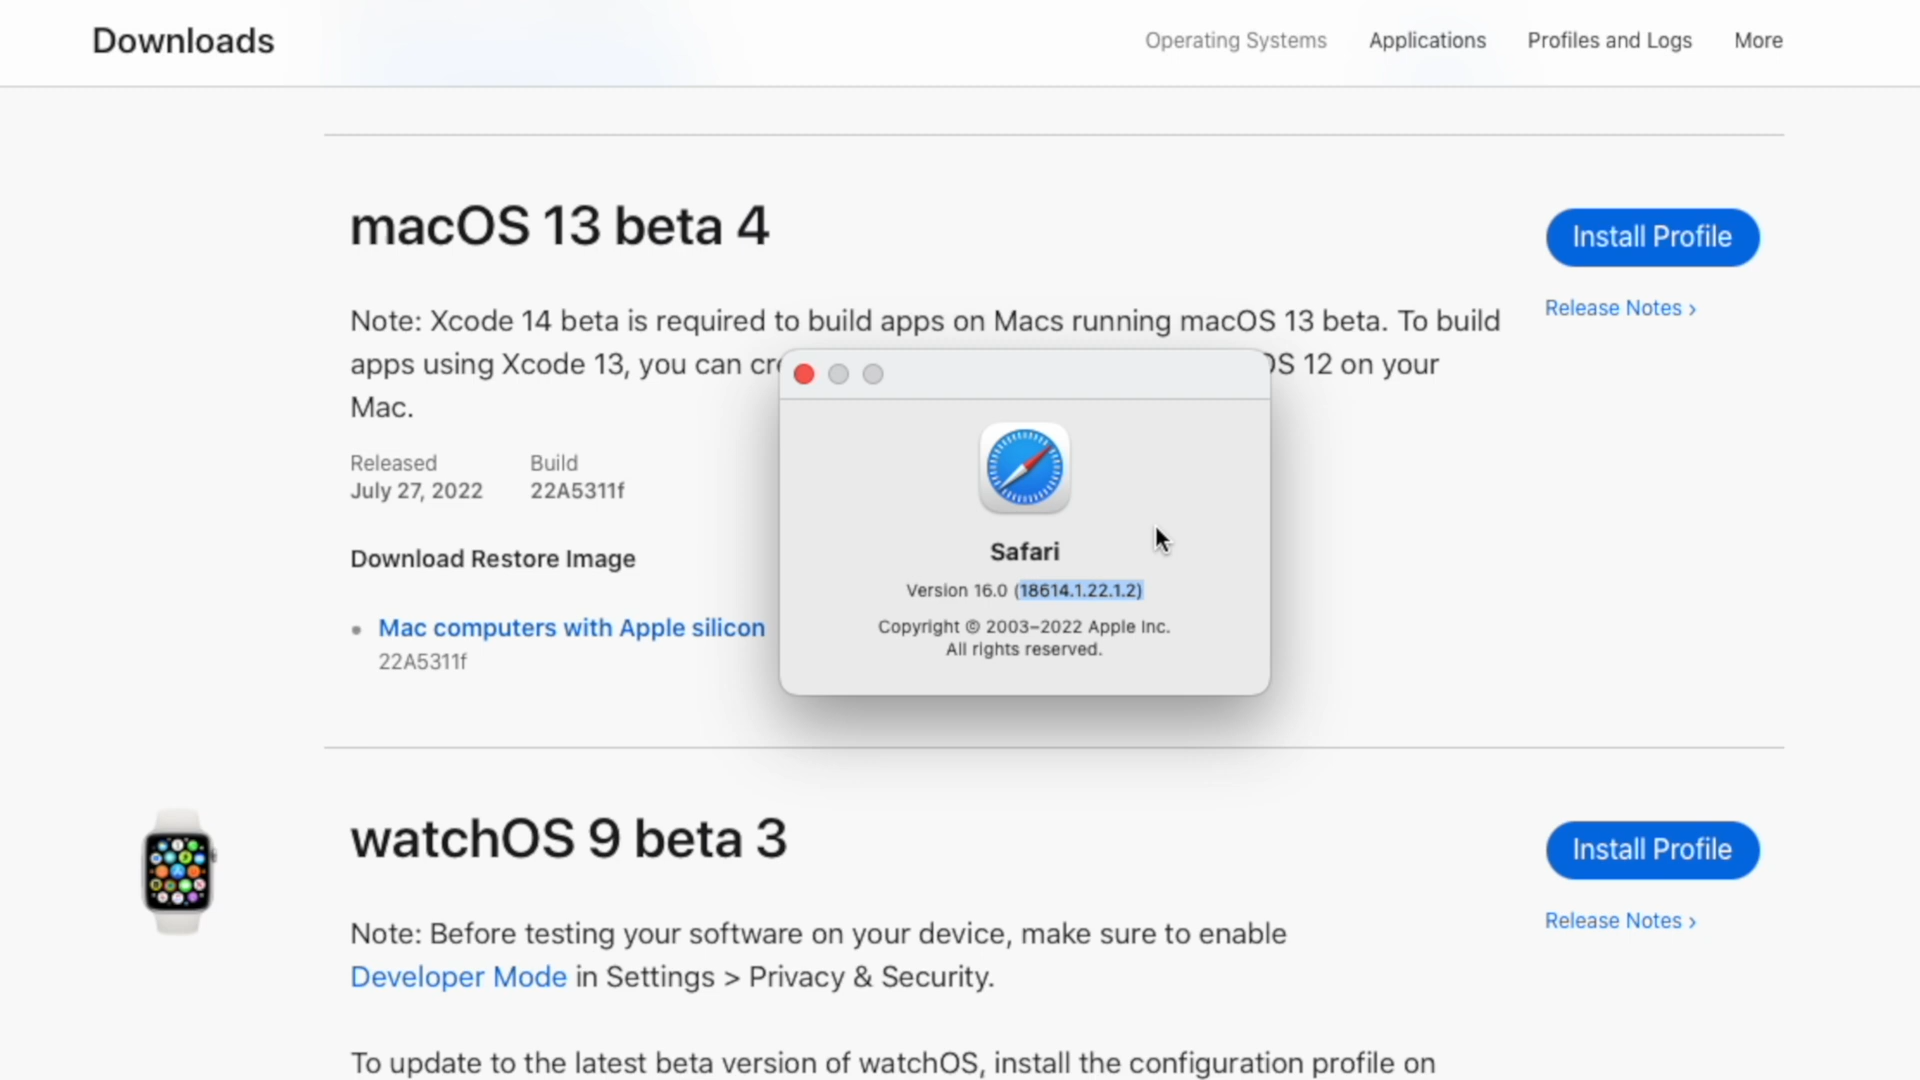 Downloads
Operating Systems
Applications
Profiles and Logs
More
macOS 13 beta 4
Install Profile
Release Notes ›
Note: Xcode 14 beta is required to build apps on Macs running macOS 13 beta. To build
apps using Xcode 13, you can OS 12 on your
Mac.
Released
July 27, 2022
Build
22A5311f
Download Restore Image
• Mac computers with Apple silicon
22A5311f
Safari
Version 16.0 (18614.1.22.1.2)
Copyright © 2003–2022 Apple Inc.
All rights reserved.
watchOS 9 beta 3
Install Profile
Release Notes ›
Note: Before testing your software on your device, make sure to enable
Developer Mode in Settings > Privacy & Security.
To update to the latest beta version of watchOS, install the configuration profile on